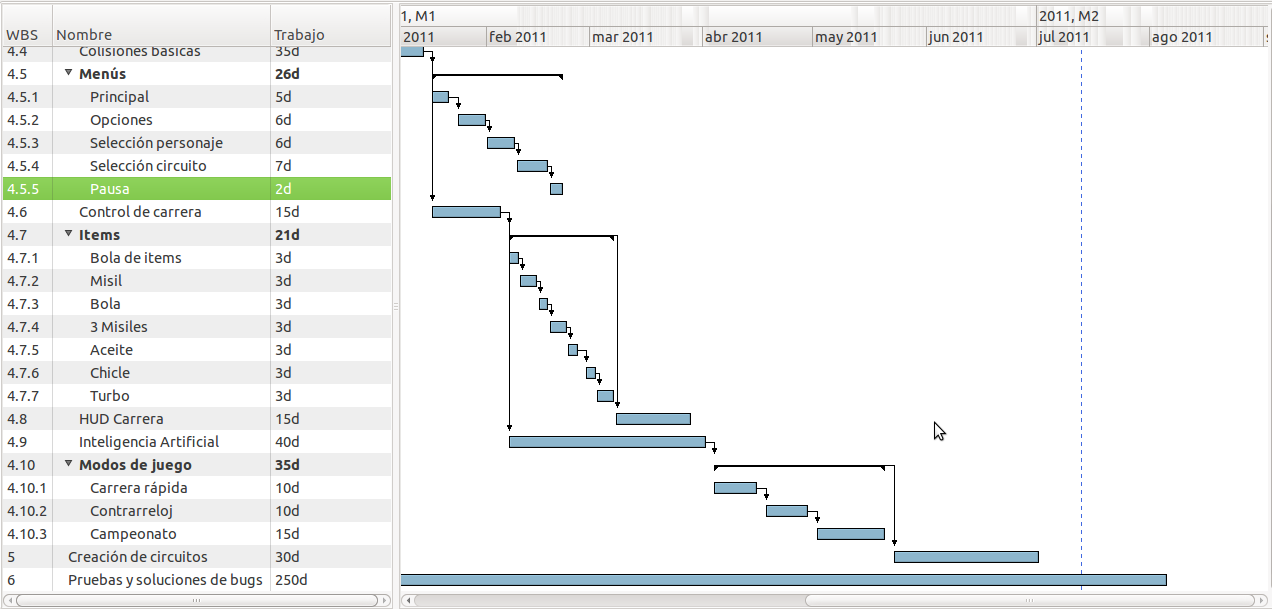 1, M1 2011, M2
WBS Nombre Trabajo 2011 feb 2011 mar 2011 abr 2011 may 2011 jun 2011 jul 2011 ago 2011
4.4 Colisiones básicas 35d
4.5 Menús 26d
4.5.1 Principal 5d
4.5.2 Opciones 6d
4.5.3 Selección personaje 6d
4.5.4 Selección circuito 7d
4.5.5 Pausa 2d
4.6 Control de carrera 15d
4.7 Items 21d
4.7.1 Bola de items 3d
4.7.2 Misil 3d
4.7.3 Bola 3d
4.7.4 3 Misiles 3d
4.7.5 Aceite 3d
4.7.6 Chicle 3d
4.7.7 Turbo 3d
4.8 HUD Carrera 15d
4.9 Inteligencia Artificial 40d
4.10 Modos de juego 35d
4.10.1 Carrera rápida 10d
4.10.2 Contrarreloj 10d
4.10.3 Campeonato 15d
5 Creación de circuitos 30d
6 Pruebas y soluciones de bugs 250d